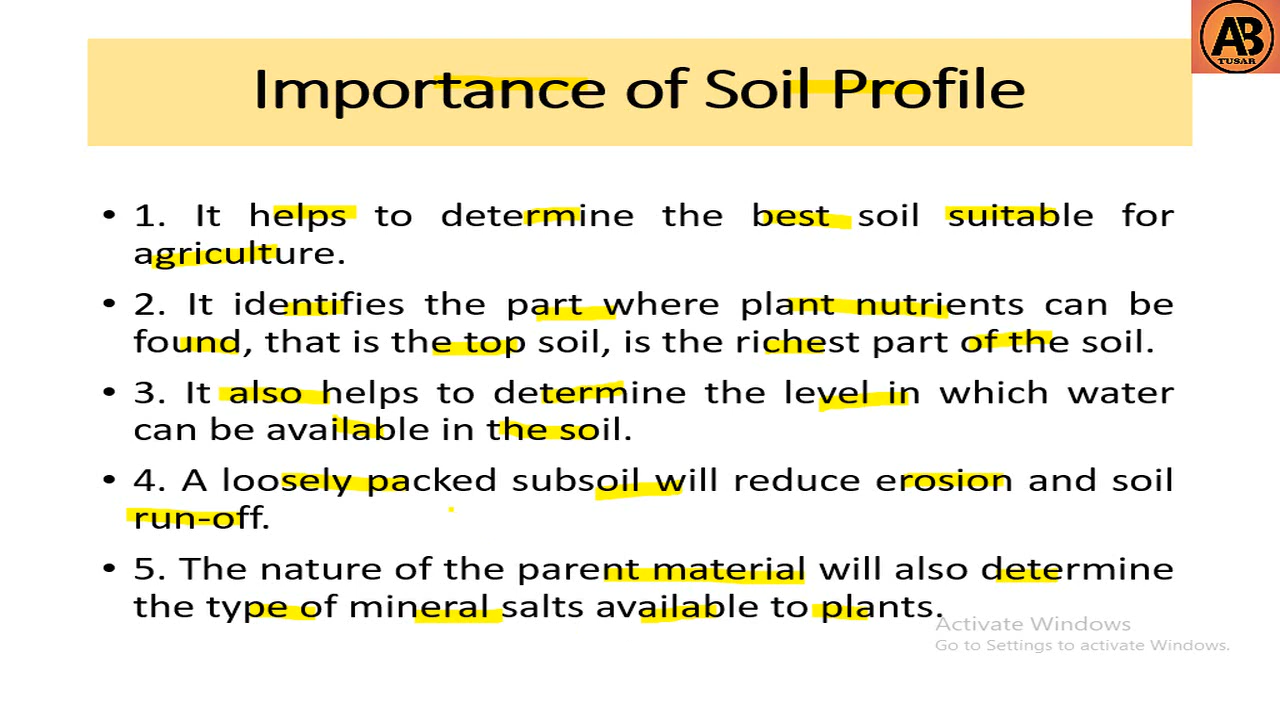 AB
TUSAR
Importance of Soil Profile
• 1. It helps to determine the best soil suitable for
agriculture.
• 2. It identifies the part where plant nutrients can be
found, that is the top soil, is the richest part of the soil.
• 3. It also helps to determine the level in which water
can be available in the soil.
• 4. A loosely packed subsoil will reduce erosion and soil
run-off.
• 5. The nature of the parent material will also determine
the type of mineral salts available to plants.
Activate Windows
Go to Settings to activate Windows.